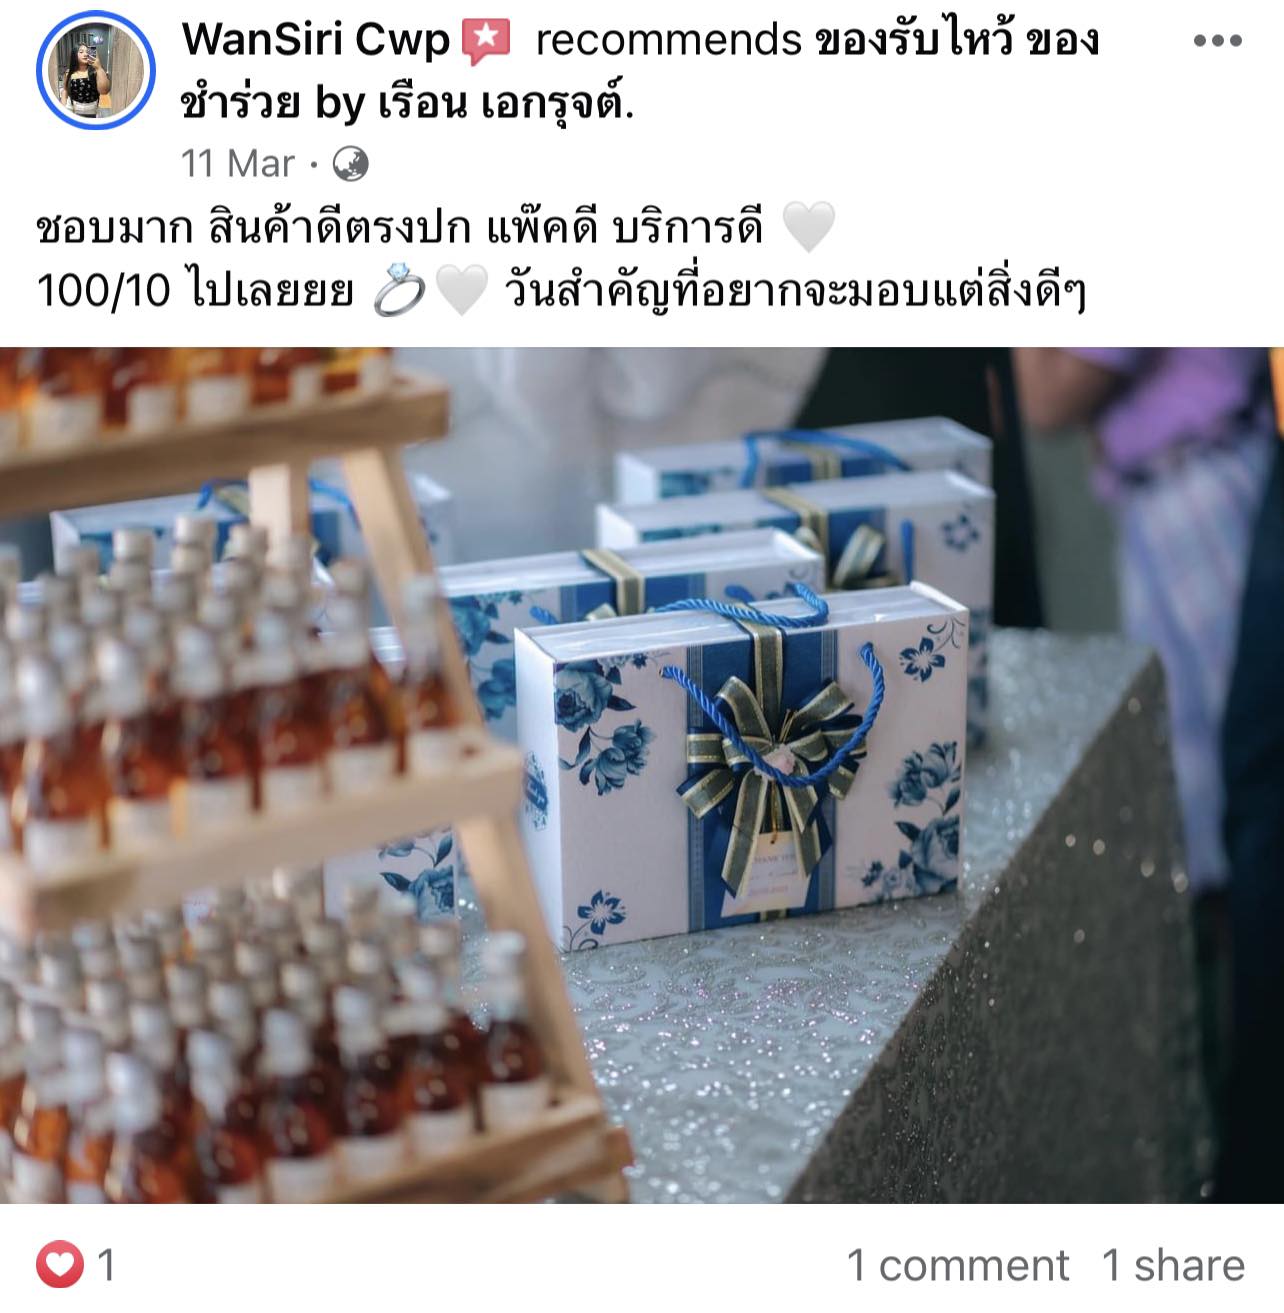 WanSiri Cwp recommends ของรับไหว้ ของ
ชำร่วย by เรือน เอกรุจต์.
11 Mar ·
ชอบมาก สินค้าดีตรงปก แพ๊คดี บริการดี 🤍
100/10 ไปเลยยย 💍🤍 วันสำคัญที่อยากจะมอบแต่สิ่งดีๆ
THANK YOU
1
1 comment 1 share